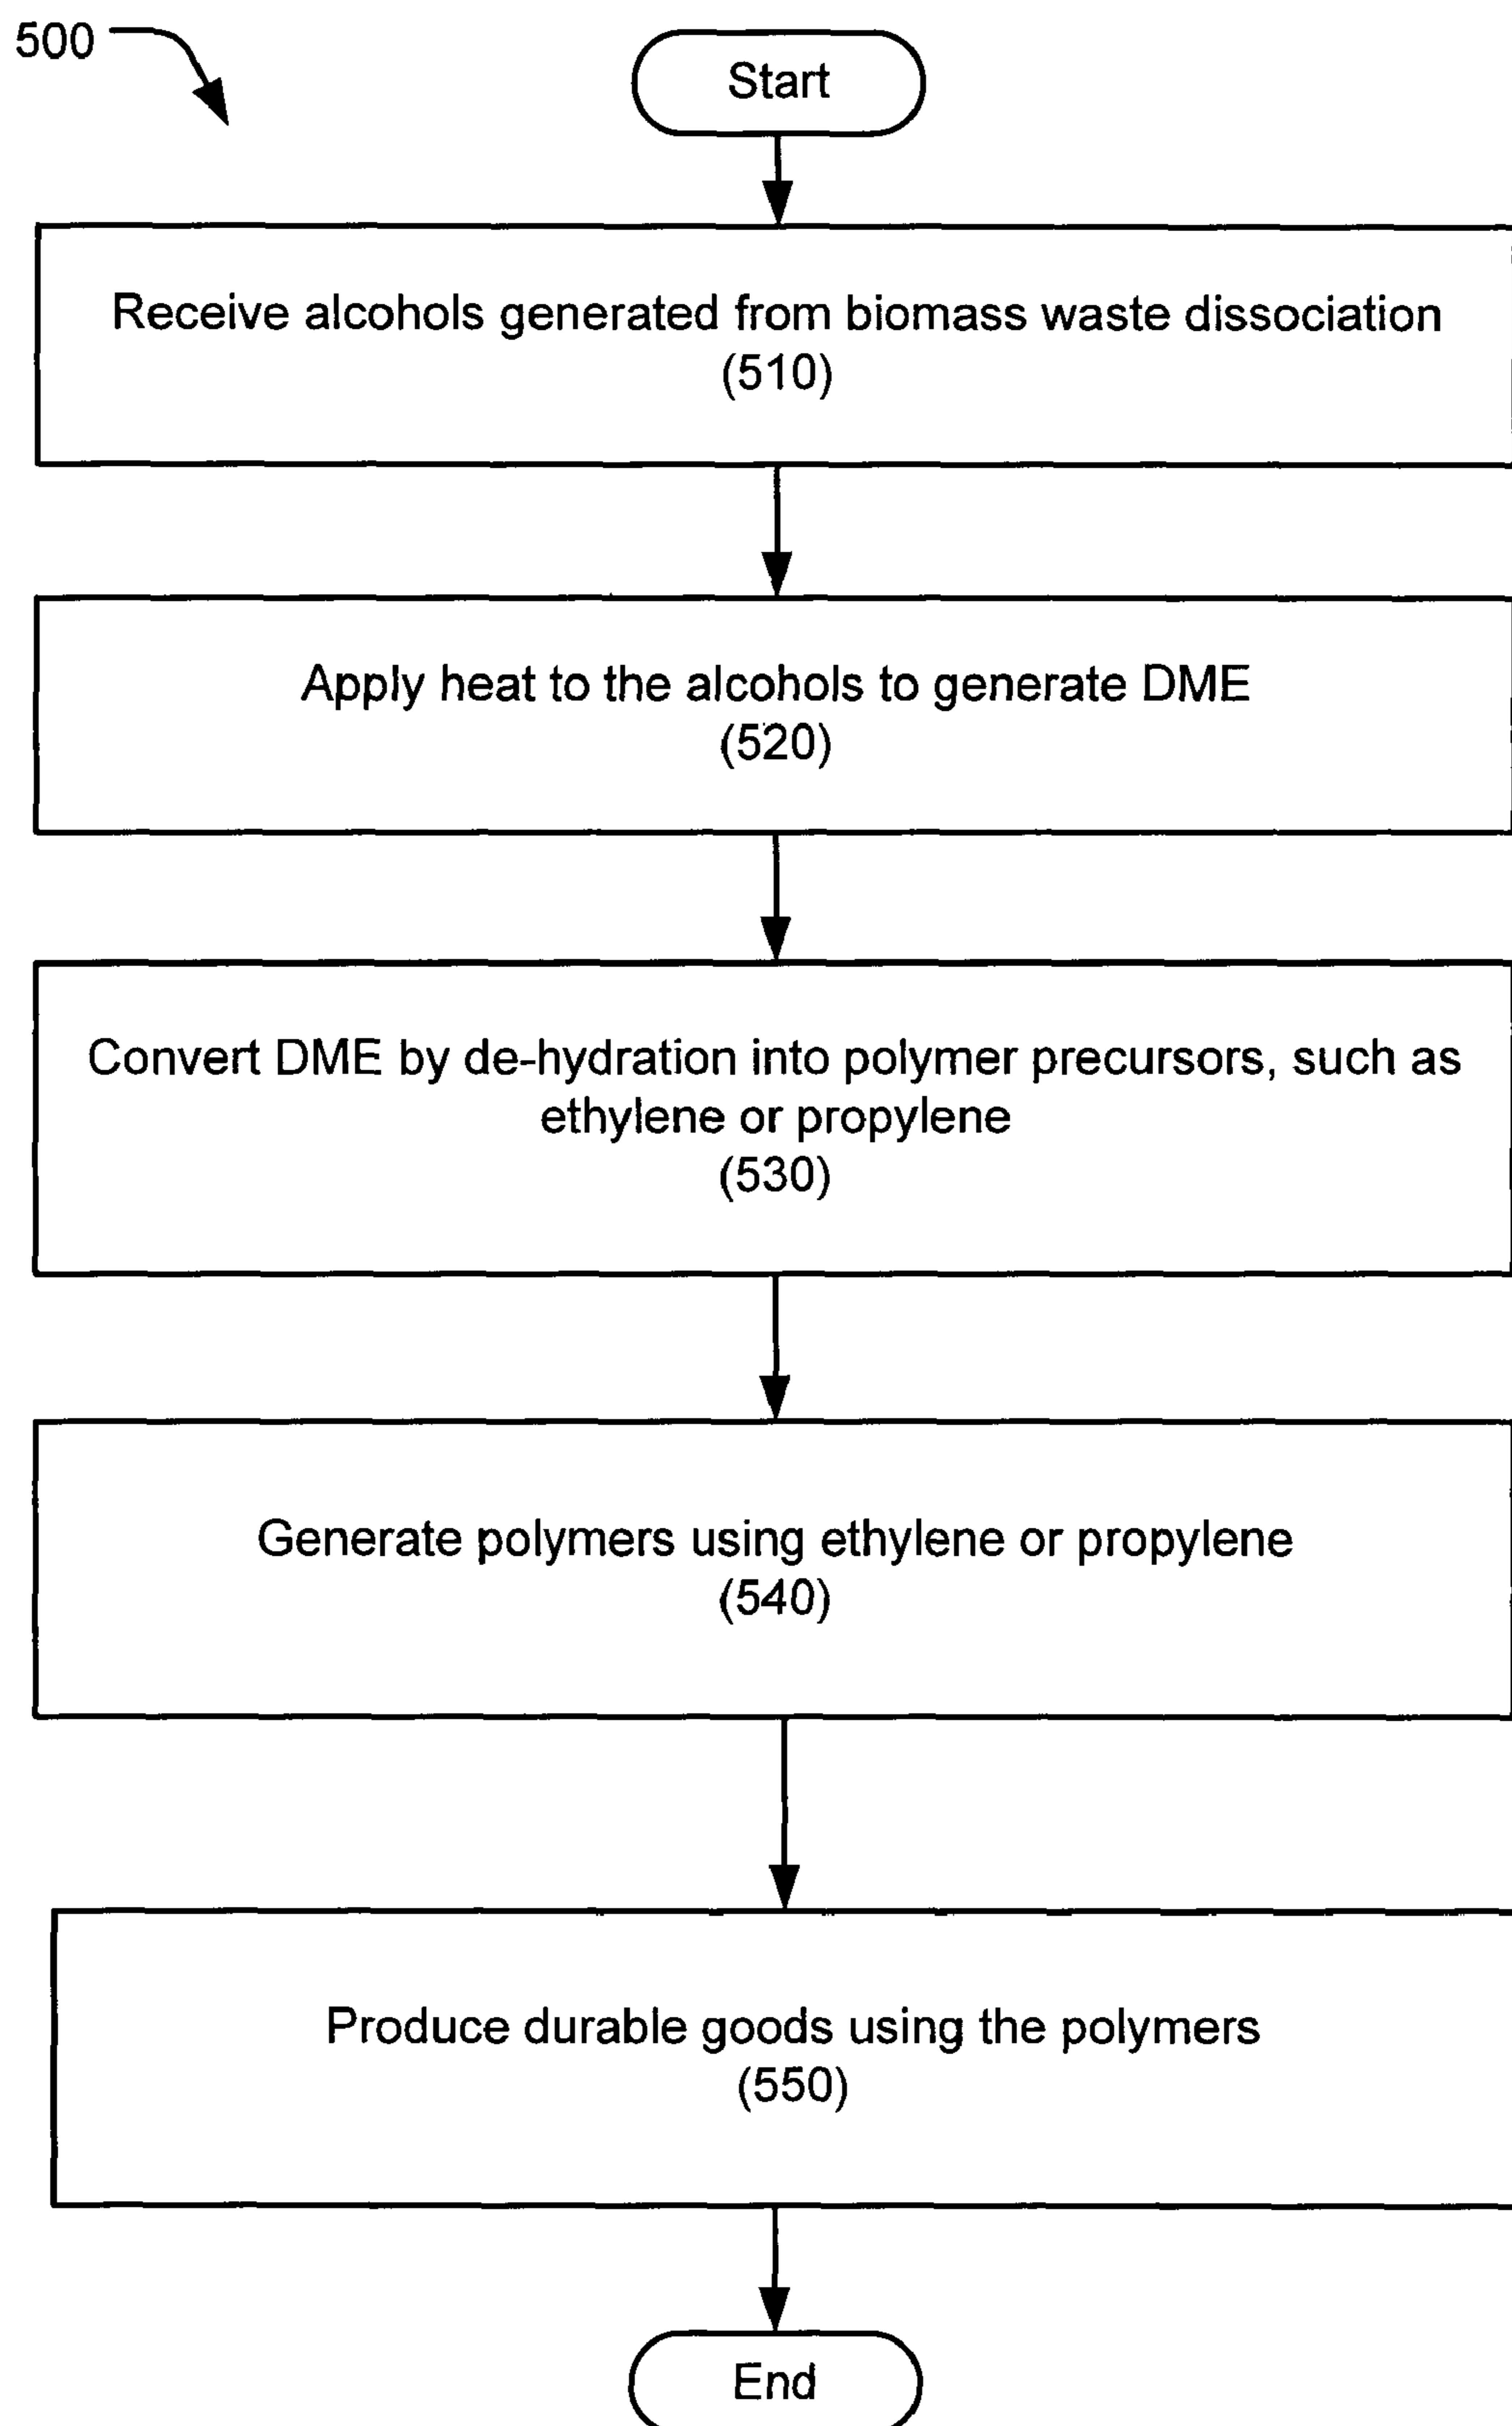 500
Start
Receive alcohols generated from biomass waste dissociation
(510)
Apply heat to the alcohols to generate DME
(520)
Convert DME by de-hydration into polymer precursors, such as
ethylene or propylene
(530)
Generate polymers using ethylene or propylene
(540)
Produce durable goods using the polymers
(550)
End